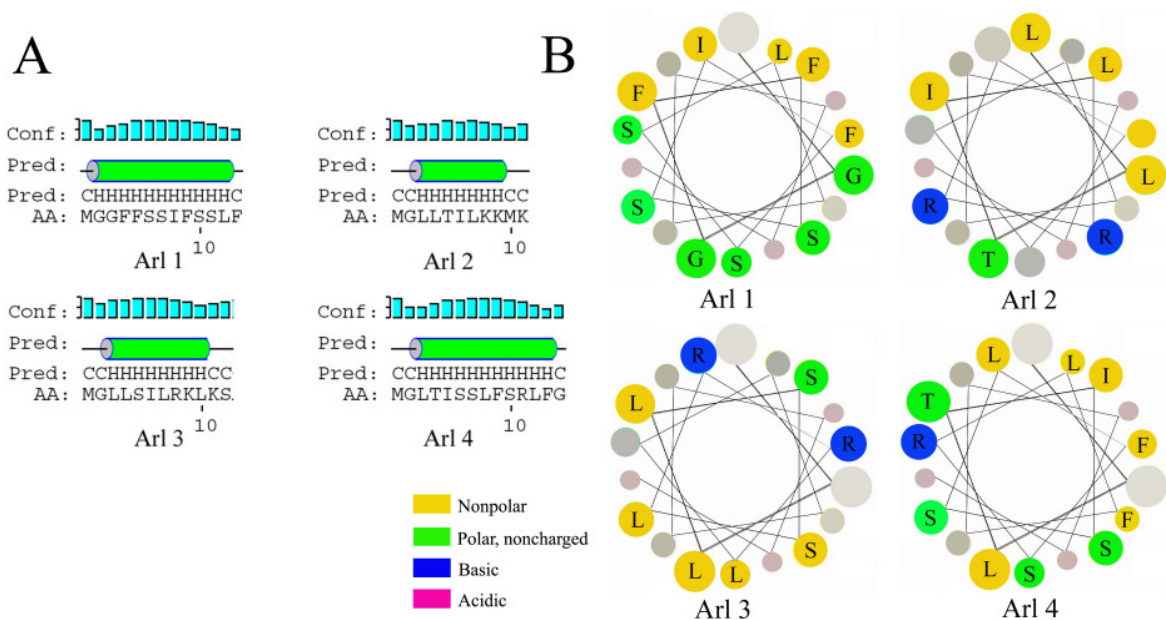 A
Conf:
Pred:
Pred: CHHHHHHHHHHHC
AA: MGGFFSSIFSSLF
10
Arl 1
Conf:
Pred:
Pred: CCHHHHHHHCC
AA: MGLLTILKKMK
10
Arl 2
Conf:
Pred:
Pred: CCHHHHHHHHCC
AA: MGLLSILRKLKS.
10
Arl 3
Conf:
Pred:
Pred: CCHHHHHHHHHHHC
AA: MGLTISSLFSRLFG
10
Arl 4
Nonpolar
Polar, noncharged
Basic
Acidic
B
I L F
F
S F
G
S S
G S
Arl 1
L
L
I
L
R R
T
Arl 2
R S
L
R
L S
L L
Arl 3
L L I
T
R F
S F S
L S
Arl 4